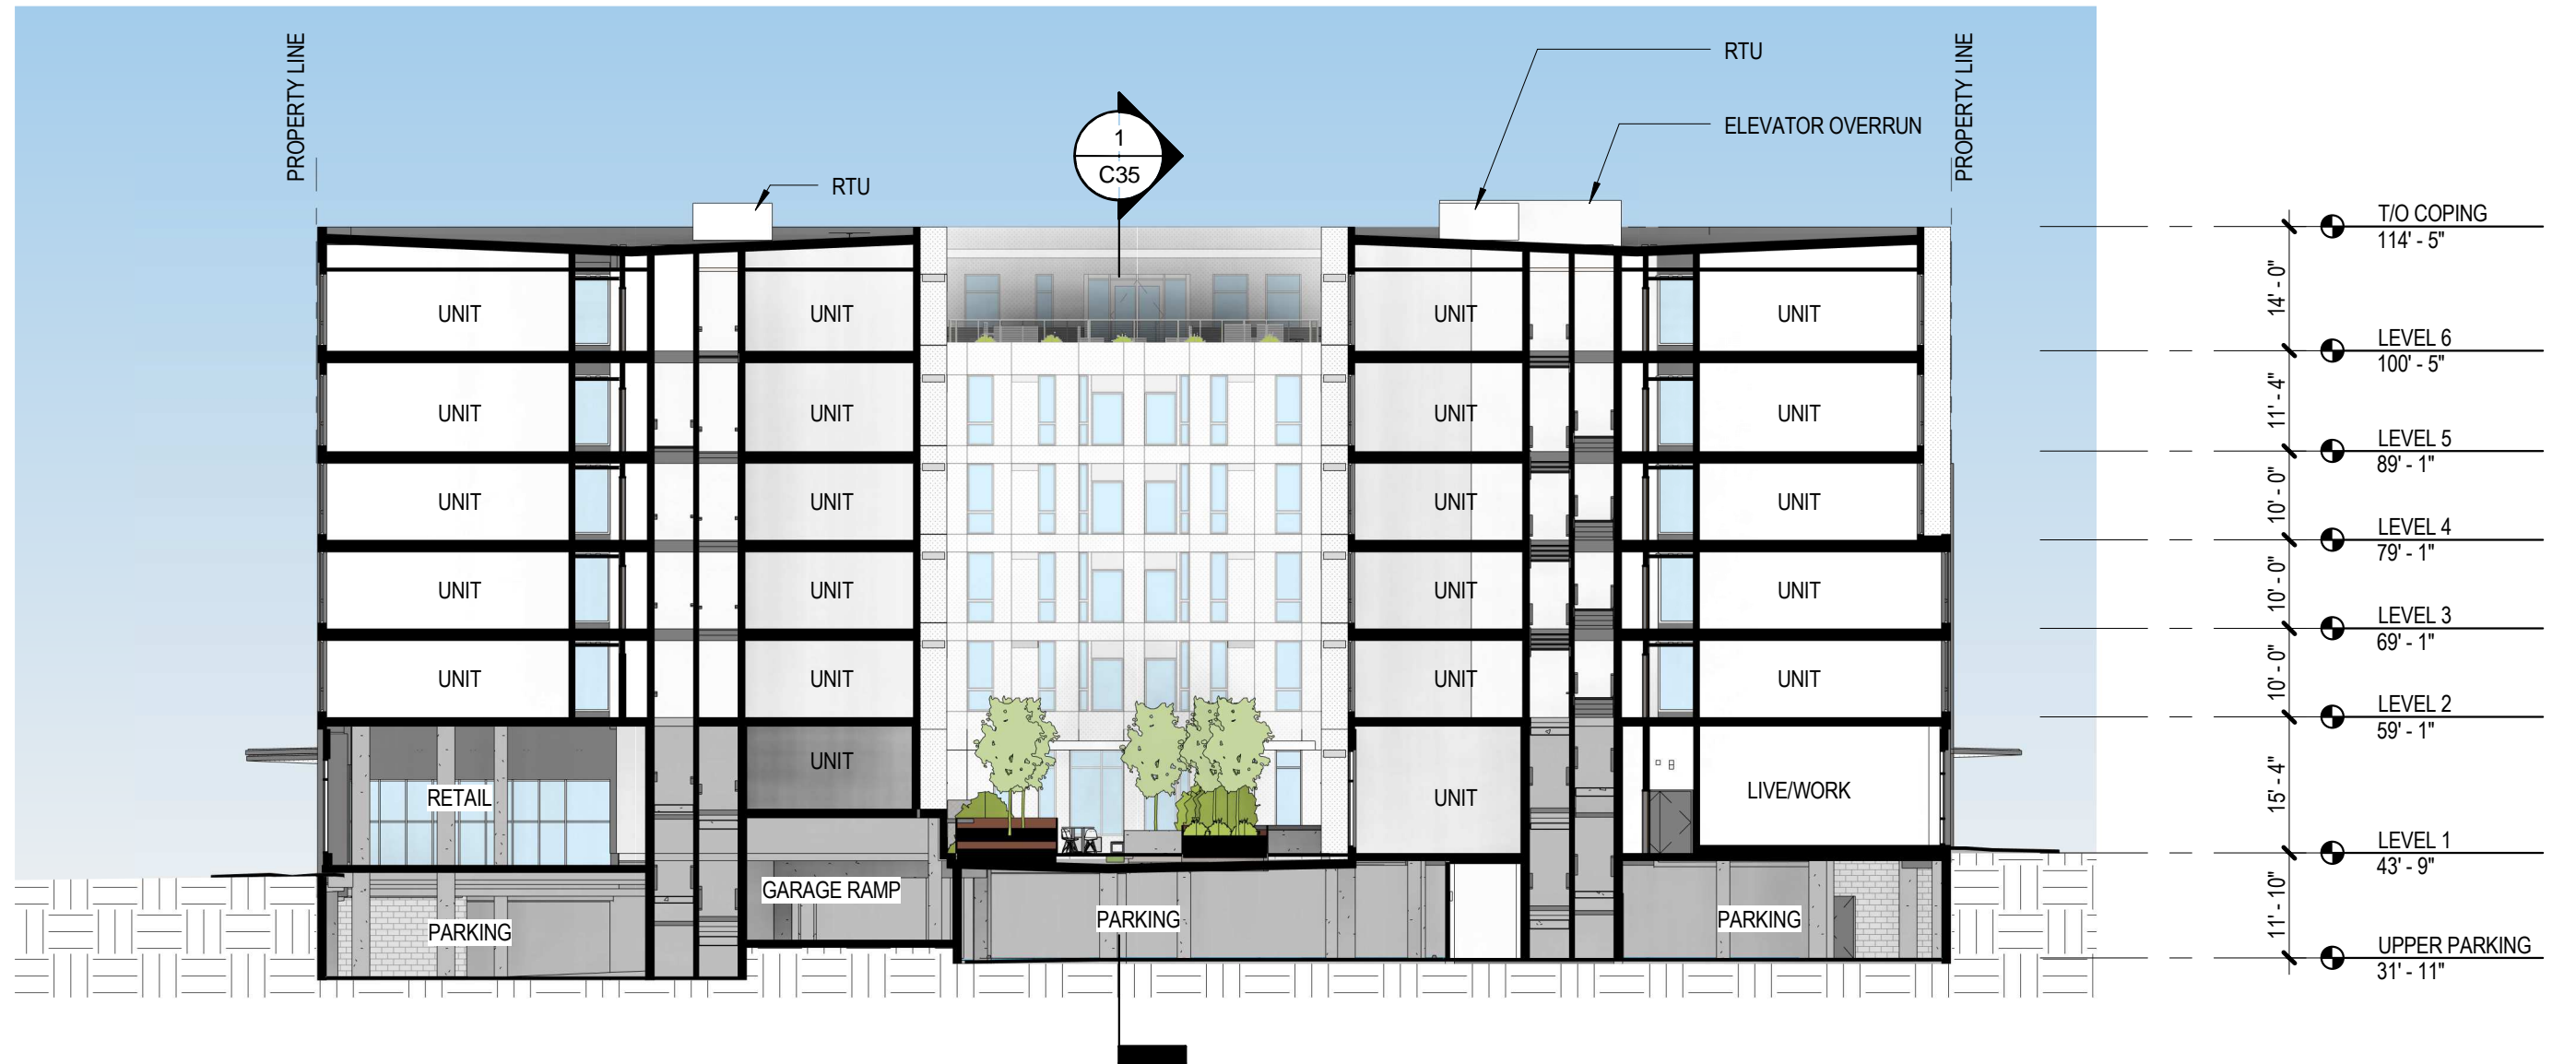 PROPERTY LINE
RTU
1
C35
RTU
ELEVATOR OVERRUN
PROPERTY LINE
T/O COPING
114' - 5"
14' - 0"
UNIT
UNIT
UNIT
UNIT
LEVEL 6
100' - 5"
11' - 4"
UNIT
UNIT
UNIT
UNIT
LEVEL 5
89' - 1"
10' - 0"
UNIT
UNIT
UNIT
UNIT
LEVEL 4
79' - 1"
10' - 0"
UNIT
UNIT
UNIT
UNIT
LEVEL 3
69' - 1"
10' - 0"
UNIT
UNIT
UNIT
UNIT
LEVEL 2
59' - 1"
15' - 4"
RETAIL
UNIT
UNIT
LIVE/WORK
LEVEL 1
43' - 9"
11' - 10"
PARKING
GARAGE RAMP
PARKING
PARKING
UPPER PARKING
31' - 11"